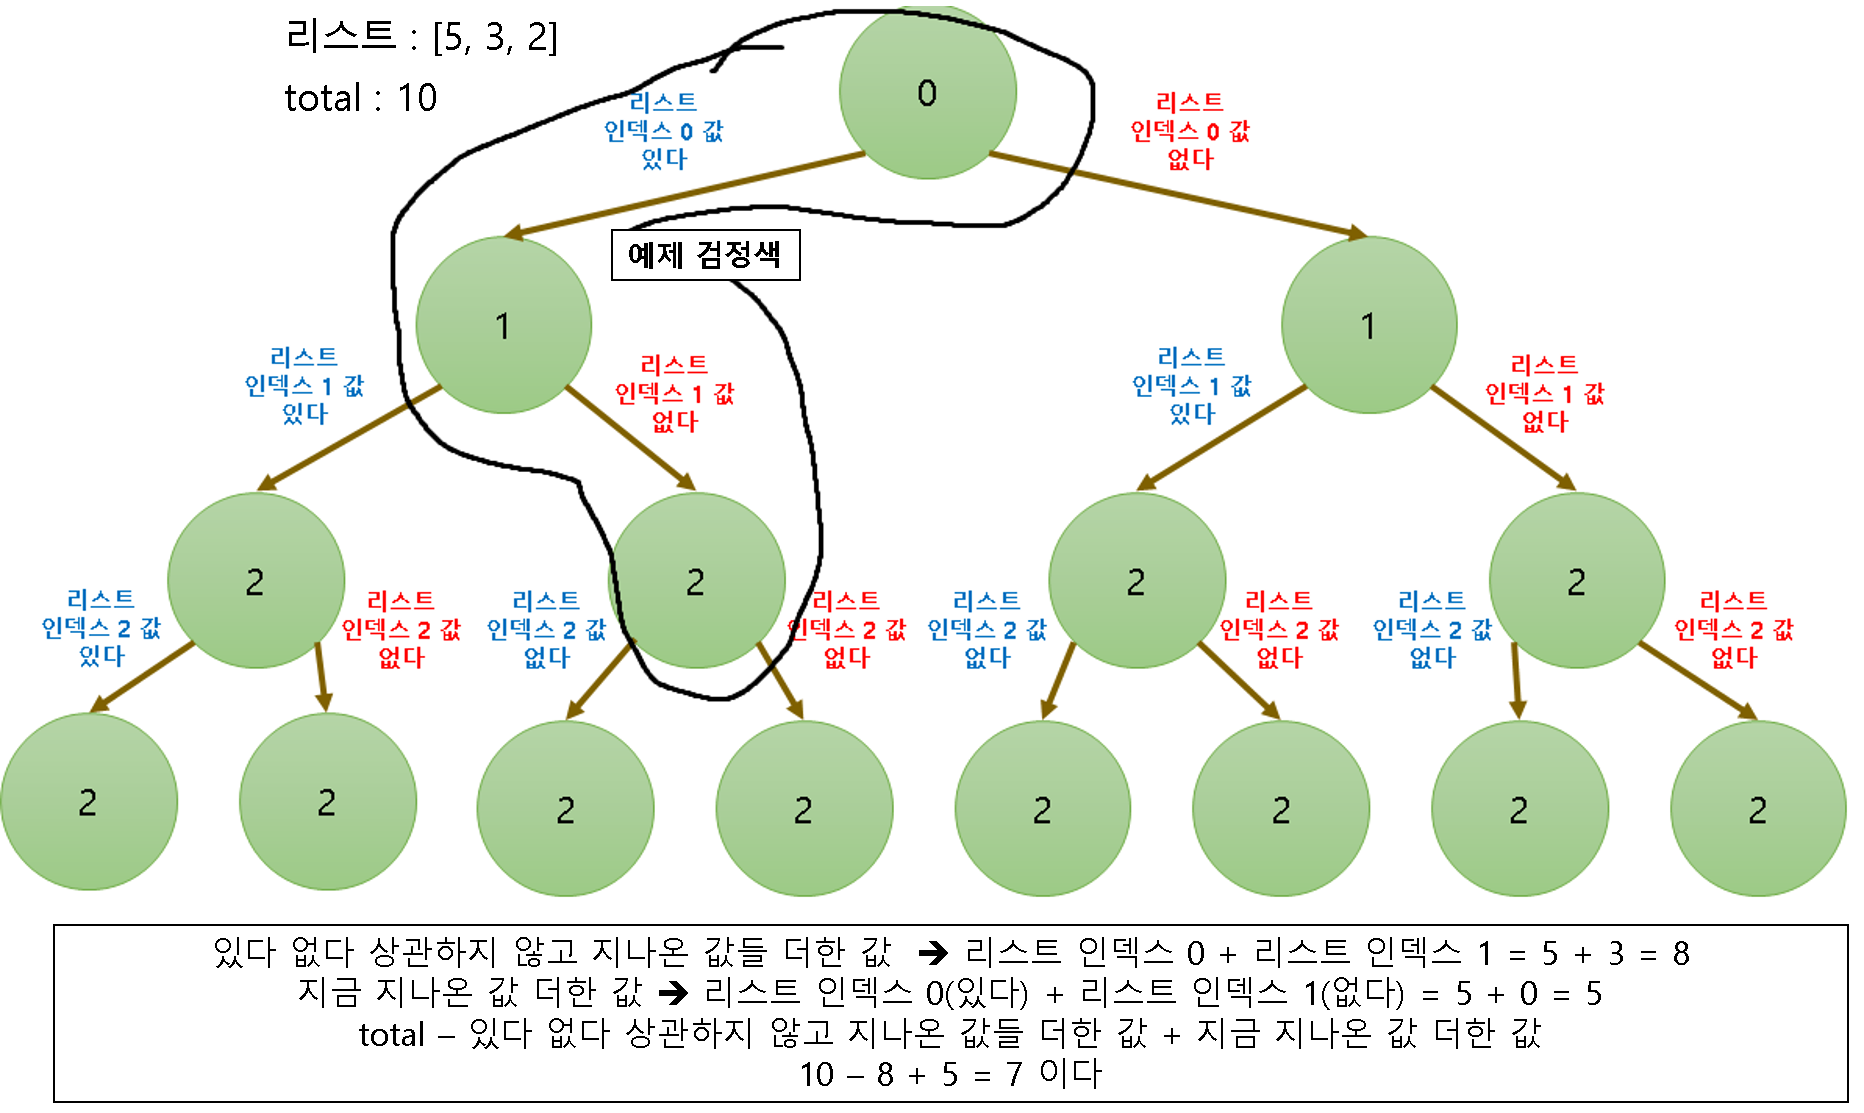 리스트 : [5, 3, 2]
total : 10
0
리스트
인덱스 0 값
있다
리스트
인덱스 0 값
없다
예제 검정색
1
1
리스트
인덱스 1 값
있다
리스트
인덱스 1 값
없다
리스트
인덱스 1 값
있다
리스트
인덱스 1 값
없다
2
2
2
2
리스트
인덱스 2 값
있다
리스트
인덱스 2 값
없다
리스트
인덱스 2 값
없다
리스트
인덱스 2 값
없다
리스트
인덱스 2 값
없다
리스트
인덱스 2 값
없다
리스트
인덱스 2 값
없다
리스트
인덱스 2 값
없다
2
2
2
2
2
2
2
2
있다 없다 상관하지 않고 지나온 값들 더한 값 ➔ 리스트 인덱스 0 + 리스트 인덱스 1 = 5 + 3 = 8
지금 지나온 값 더한 값 ➔ 리스트 인덱스 0(있다) + 리스트 인덱스 1(없다) = 5 + 0 = 5
total – 있다 없다 상관하지 않고 지나온 값들 더한 값 + 지금 지나온 값 더한 값
10 – 8 + 5 = 7 이다